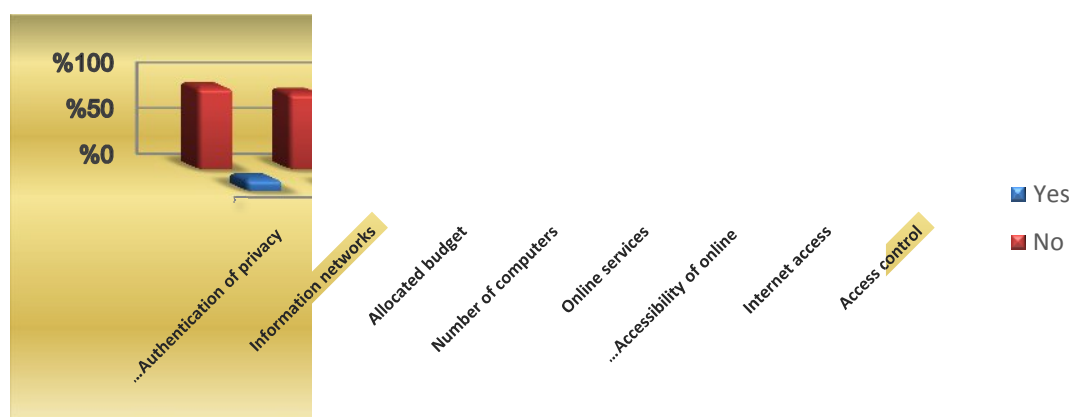 %100
%50
%0
...Authentication of privacy
Information networks
Allocated budget
Number of computers
Online services
...Accessibility of online
Internet access
Access control
Yes
No